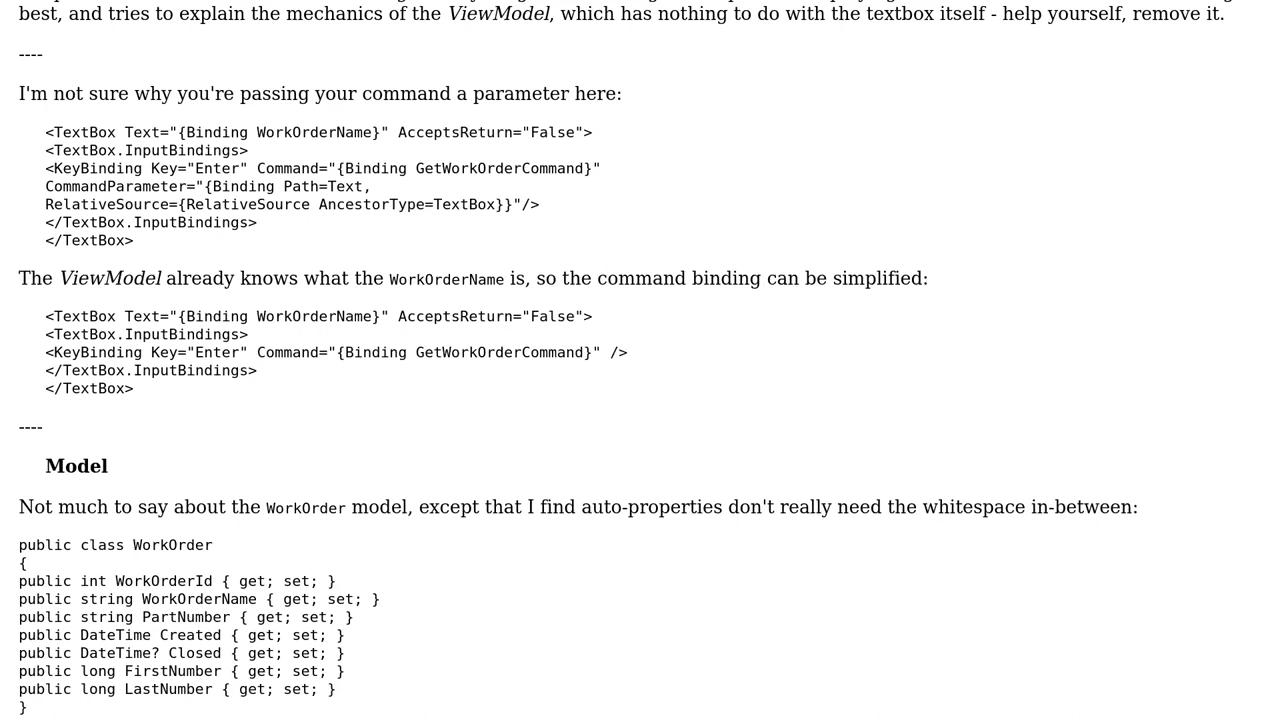 best, and tries to explain the mechanics of the ViewModel, which has nothing to do with the textbox itself - help yourself, remove it.
----
I'm not sure why you're passing your command a parameter here:
<TextBox Text="{Binding WorkOrderName}" AcceptsReturn="False">
<TextBox.InputBindings>
<KeyBinding Key="Enter" Command="{Binding GetWorkOrderCommand}"
CommandParameter="{Binding Path=Text,
RelativeSource={RelativeSource AncestorType=TextBox}}"/>
</TextBox.InputBindings>
</TextBox>
The ViewModel already knows what the WorkOrderName is, so the command binding can be simplified:
<TextBox Text="{Binding WorkOrderName}" AcceptsReturn="False">
<TextBox.InputBindings>
<KeyBinding Key="Enter" Command="{Binding GetWorkOrderCommand}" />
</TextBox.InputBindings>
</TextBox>
----
Model
Not much to say about the WorkOrder model, except that I find auto-properties don't really need the whitespace in-between:
public class WorkOrder
{
public int WorkOrderId { get; set; }
public string WorkOrderName { get; set; }
public string PartNumber { get; set; }
public DateTime Created { get; set; }
public DateTime? Closed { get; set; }
public long FirstNumber { get; set; }
public long LastNumber { get; set; }
}